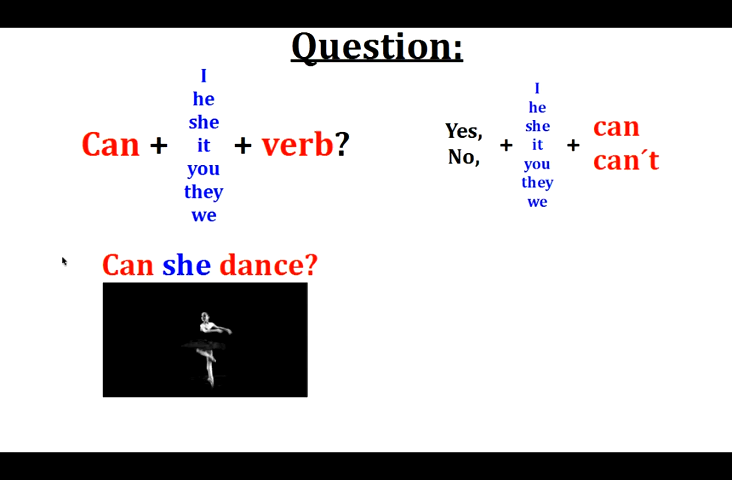 Question:
I
he
she
Can + it + verb?
you
they
we
I
he
Yes, she can
+ it +
No, you can´t
they
we
Can she dance?